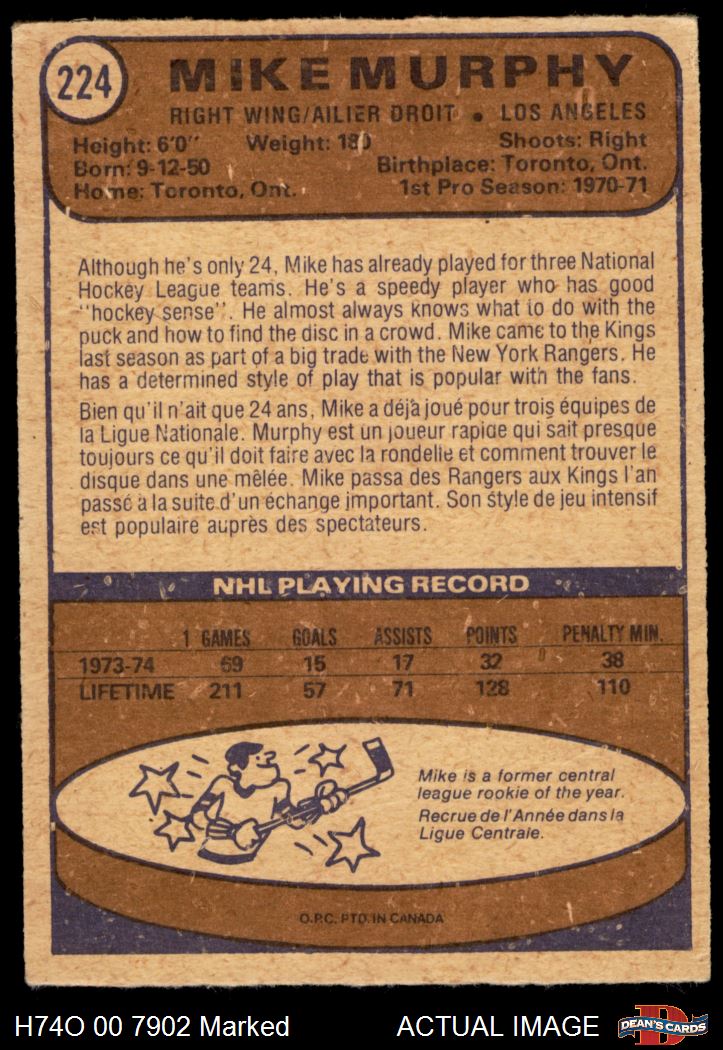 224
MIKE MURPHY
RIGHT WING/AILIER DROIT • LOS ANGELES
Height: 6'0" Weight: 180 Shoots: Right
Born: 9-12-50 Birthplace: Toronto, Ont.
Home: Toronto, Ont. 1st Pro Season: 1970-71
Although he's only 24, Mike has already played for three National
Hockey League teams. He's a speedy player who has good
"hockey sense". He almost always knows what to do with the
puck and how to find the disc in a crowd. Mike came to the Kings
last season as part of a big trade with the New York Rangers. He
has a determined style of play that is popular with the fans.
Bien qu'il n'ait que 24 ans, Mike a déjà joué pour trois équipes de
la Ligue Nationale. Murphy est un joueur rapide qui sait presque
toujours ce qu'il doit faire avec la rondelle et comment trouver le
disque dans une mêlée. Mike passa des Rangers aux Kings l'an
passé à la suite d'un échange important. Son style de jeu intensif
est populaire auprès des spectateurs.
NHL PLAYING RECORD
1 GAMES GOALS ASSISTS POINTS PENALTY MIN.
1973-74 69 15 17 32 38
LIFETIME 211 57 71 128 110
Mike is a former central
league rookie of the year.
Recrue de l'Année dans la
Ligue Centrale.
O.P.C. PTD. IN CANADA
H74O 00 7902 Marked ACTUAL IMAGE
D
DEAN'S CARDS